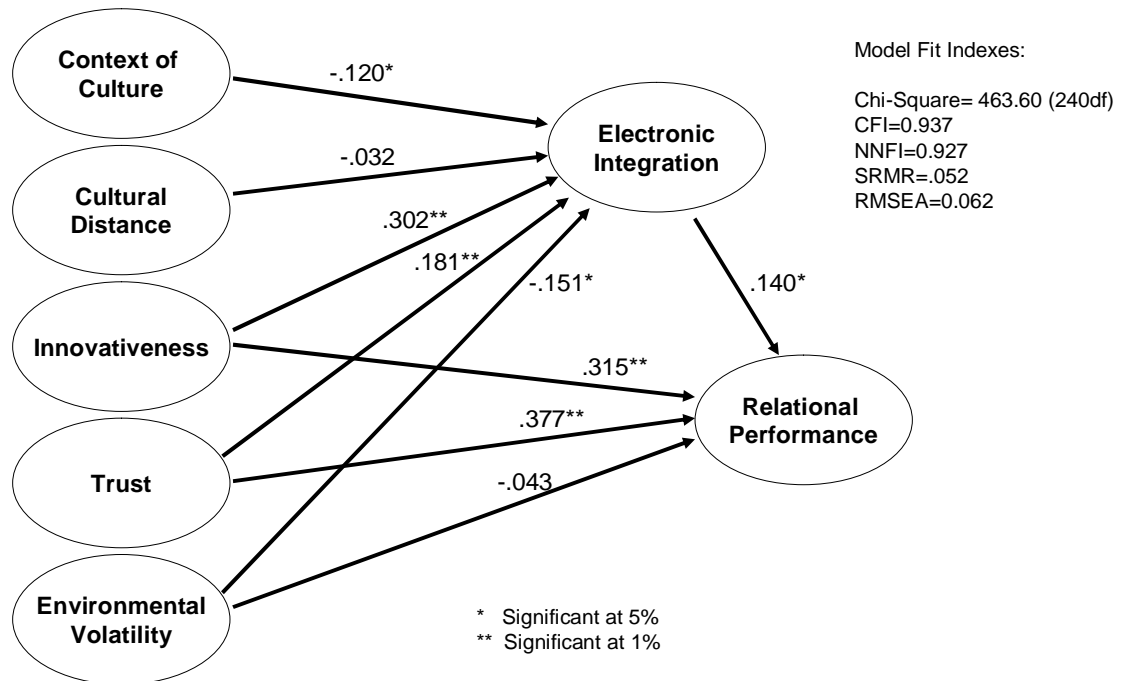 Context of
Culture
-.120*
Model Fit Indexes:
Chi-Square= 463.60 (240df)
CFI=0.937
NNFI=0.927
SRMR=.052
RMSEA=0.062
Electronic
Integration
-.032
Cultural
Distance
.302**
.181**
-.151*
.140*
Innovativeness
.315**
Relational
Performance
.377**
Trust
-.043
Environmental
Volatility
* Significant at 5%
** Significant at 1%